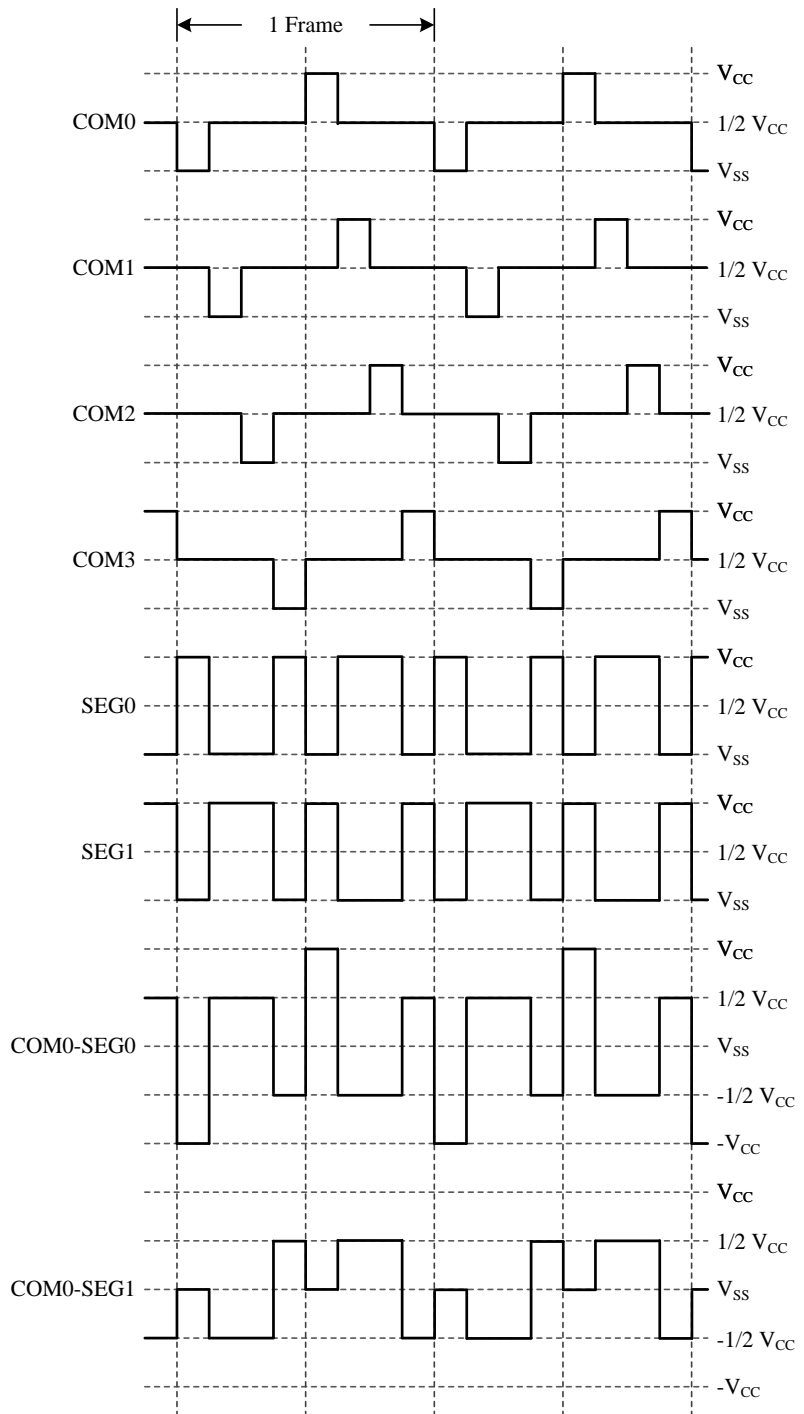 1 Frame
V_CC
COM0
1/2 V_CC
V_SS
V_CC
COM1
1/2 V_CC
V_SS
V_CC
COM2
1/2 V_CC
V_SS
V_CC
COM3
1/2 V_CC
V_SS
V_CC
SEG0
1/2 V_CC
V_SS
V_CC
SEG1
1/2 V_CC
V_SS
V_CC
1/2 V_CC
COM0-SEG0
V_SS
-1/2 V_CC
-V_CC
V_CC
1/2 V_CC
COM0-SEG1
V_SS
-1/2 V_CC
-V_CC